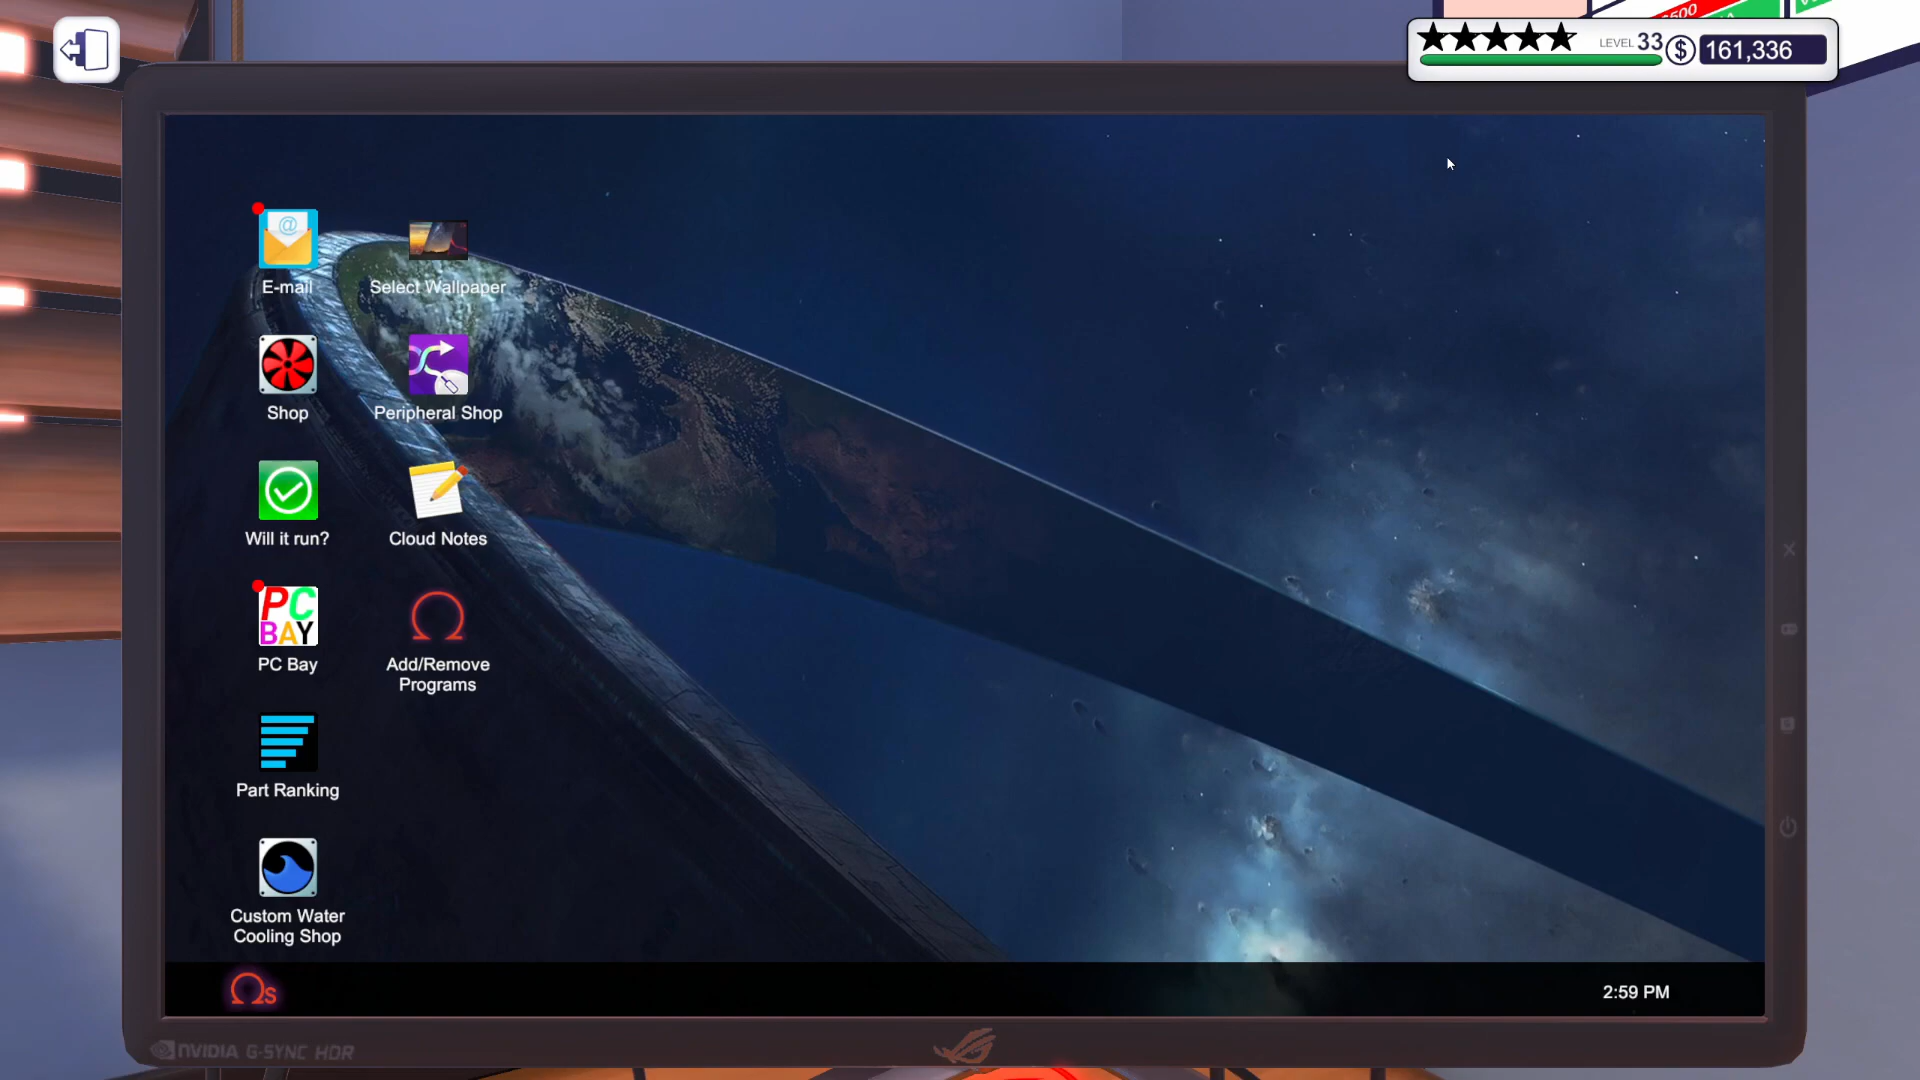 LEVEL 33
$ 161,336
E-mail
Select Wallpaper
Shop
Peripheral Shop
Will it run?
Cloud Notes
PC
BAY
PC Bay
Add/Remove
Programs
Part Ranking
Custom Water
Cooling Shop
Ωs
2:59 PM
NVIDIA G-SYNC HDR